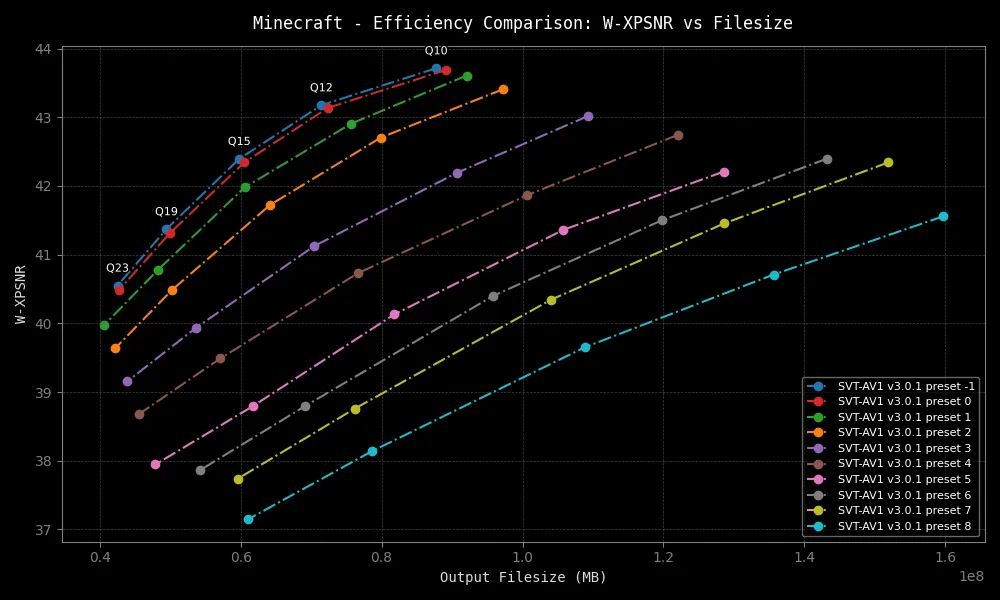 Minecraft - Efficiency Comparison: W-XPSNR vs Filesize
Q10
Q12
Q15
Q19
Q23
44
43
42
41
40
39
38
37
W-XPSNR
SVT-AV1 v3.0.1 preset -1
SVT-AV1 v3.0.1 preset 0
SVT-AV1 v3.0.1 preset 1
SVT-AV1 v3.0.1 preset 2
SVT-AV1 v3.0.1 preset 3
SVT-AV1 v3.0.1 preset 4
SVT-AV1 v3.0.1 preset 5
SVT-AV1 v3.0.1 preset 6
SVT-AV1 v3.0.1 preset 7
SVT-AV1 v3.0.1 preset 8
0.4 0.6 0.8 1.0 1.2 1.4 1.6
1e8
Output Filesize (MB)